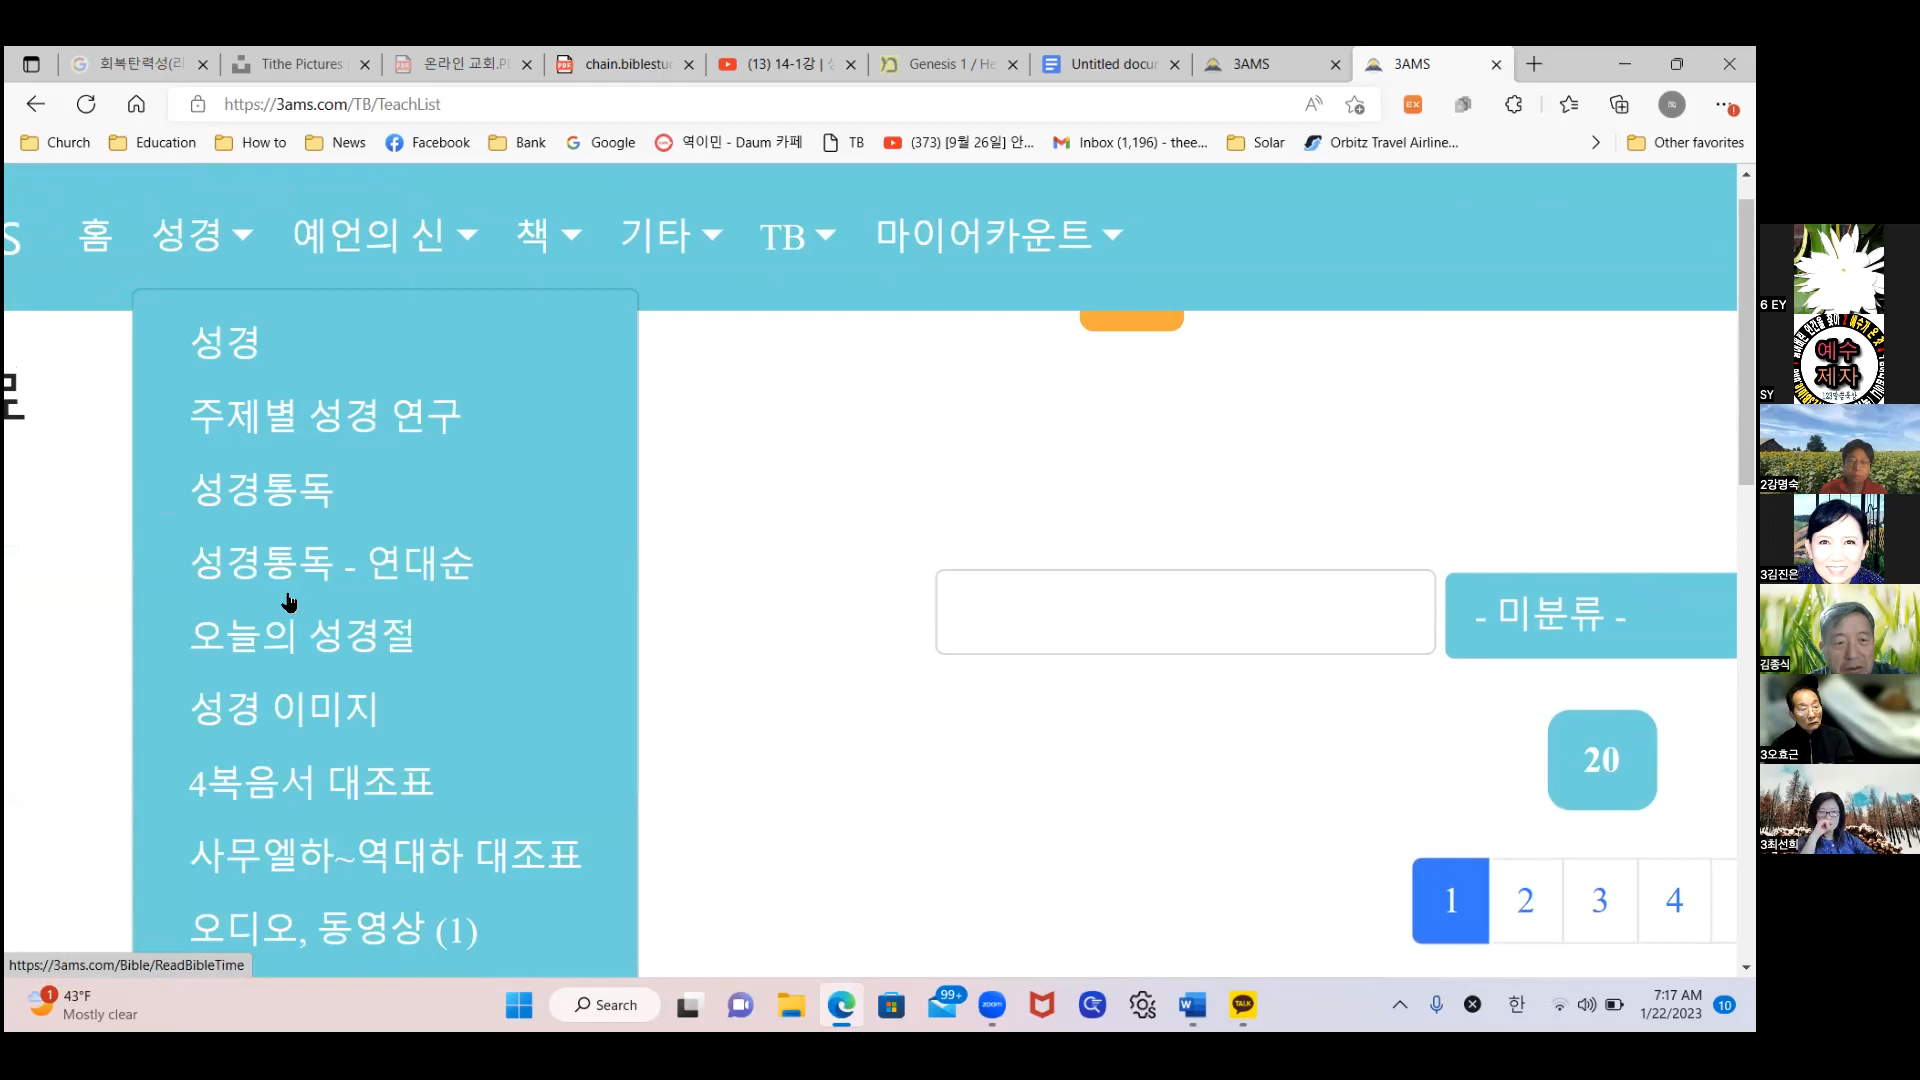 회복탄력성(리
Tithe Pictures
온라인 교회.PD
chain.biblestuc
(13) 14-1강 | 성
Genesis 1 / He
Untitled docum
3AMS
3AMS
https://3ams.com/TB/TeachList
Church
Education
How to
News
Facebook
Bank
Google
역이민 - Daum 카페
TB
(373) [9월 26일] 안...
Inbox (1,196) - thee...
Solar
Orbitz Travel Airline...
Other favorites
S
홈
성경
예언의 신
책
기타
TB
마이어카운트
성경
주제별 성경 연구
성경통독
성경통독 - 연대순
오늘의 성경절
성경 이미지
4복음서 대조표
사무엘하~역대하 대조표
오디오, 동영상 (1)
로
- 미분류 -
20
1 2 3 4
https://3ams.com/Bible/ReadBibleTime
1
43°F
Mostly clear
Search
99+
zoom
TALK
한
7:17 AM
1/22/2023
10
6 EY
예수
제자
SY
2강명숙
3김진은
김종식
3오효근
3최선희